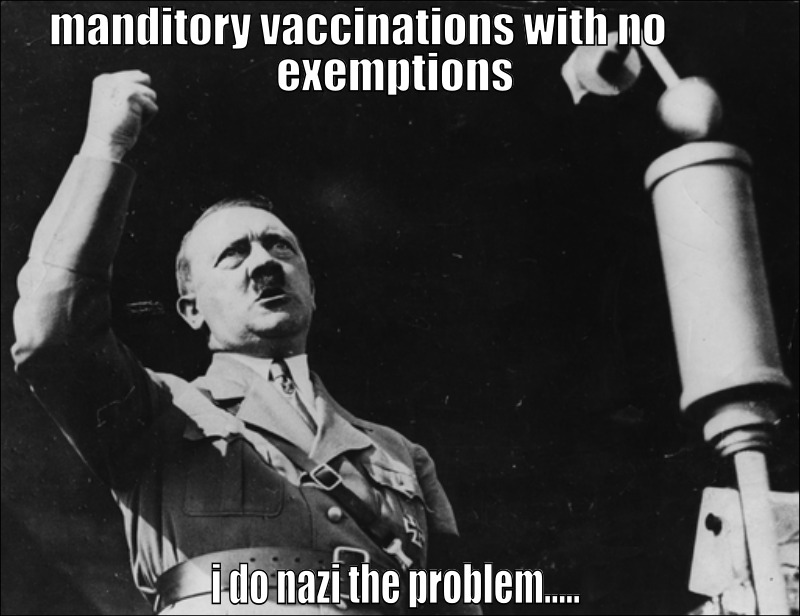 manditory vaccinations with no
exemptions
i do nazi the problem.....